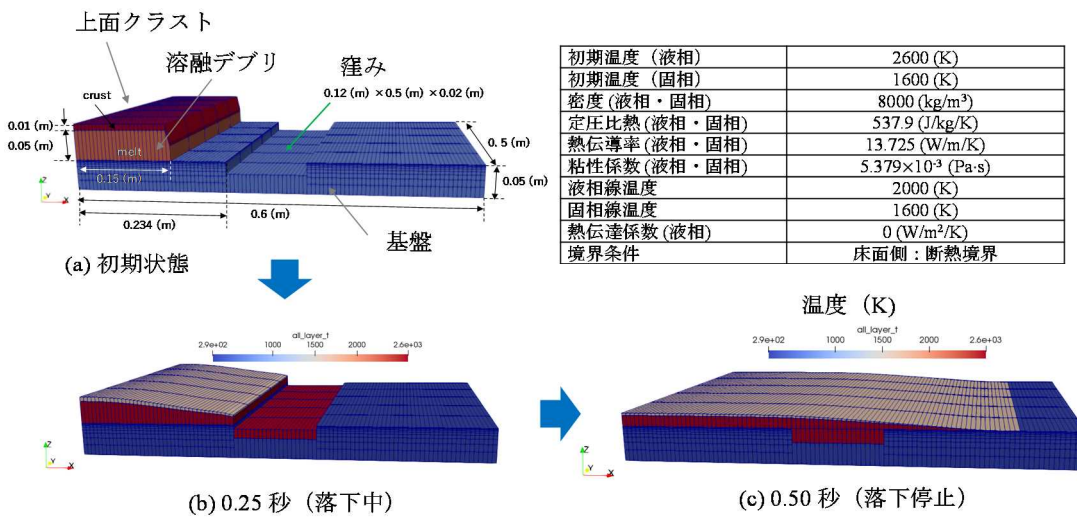 上面クラスト
溶融デブリ
窪み
0.12 (m) ×0.5 (m) ×0.02 (m)
crust
0.01 (m)
0.05 (m)
melt
0.15 (m)
0.5 (m)
0.05 (m)
0.6 (m)
0.234 (m)
基盤
Z
Y
X
(a) 初期状態
初期温度（液相） 2600 (K)
初期温度（固相） 1600 (K)
密度 (液相・固相) 8000 (kg/m³)
定圧比熱 (液相・固相) 537.9 (J/kg/K)
熱伝導率 (液相・固相) 13.725 (W/m/K)
粘性係数 (液相・固相) 5.379×10⁻³ (Pa·s)
液相線温度 2000 (K)
固相線温度 1600 (K)
熱伝達係数 (液相) 0 (W/m²/K)
境界条件 床面側：断熱境界
温度（K）
all_layer_t
2.9e+02 1000 1500 2000 2.6e+03
Z
Y
X
(b) 0.25 秒（落下中）
all_layer_t
2.9e+02 1000 1500 2000 2.6e+03
Z
Y
X
(c) 0.50 秒（落下停止）